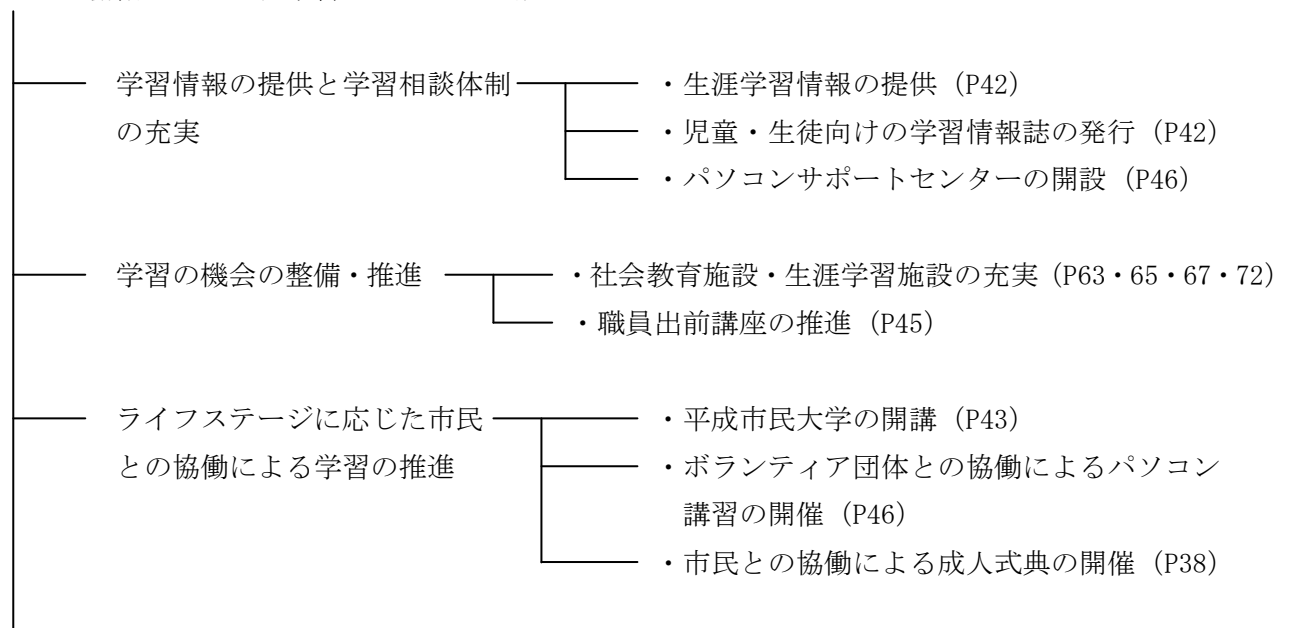 学習情報の提供と学習相談体制
の充実
・生涯学習情報の提供（P42）
・児童・生徒向けの学習情報誌の発行（P42）
・パソコンサポートセンターの開設（P46）
学習の機会の整備・推進
・社会教育施設・生涯学習施設の充実（P63・65・67・72）
・職員出前講座の推進（P45）
ライフステージに応じた市民
との協働による学習の推進
・平成市民大学の開講（P43）
・ボランティア団体との協働によるパソコン
講習の開催（P46）
・市民との協働による成人式典の開催（P38）